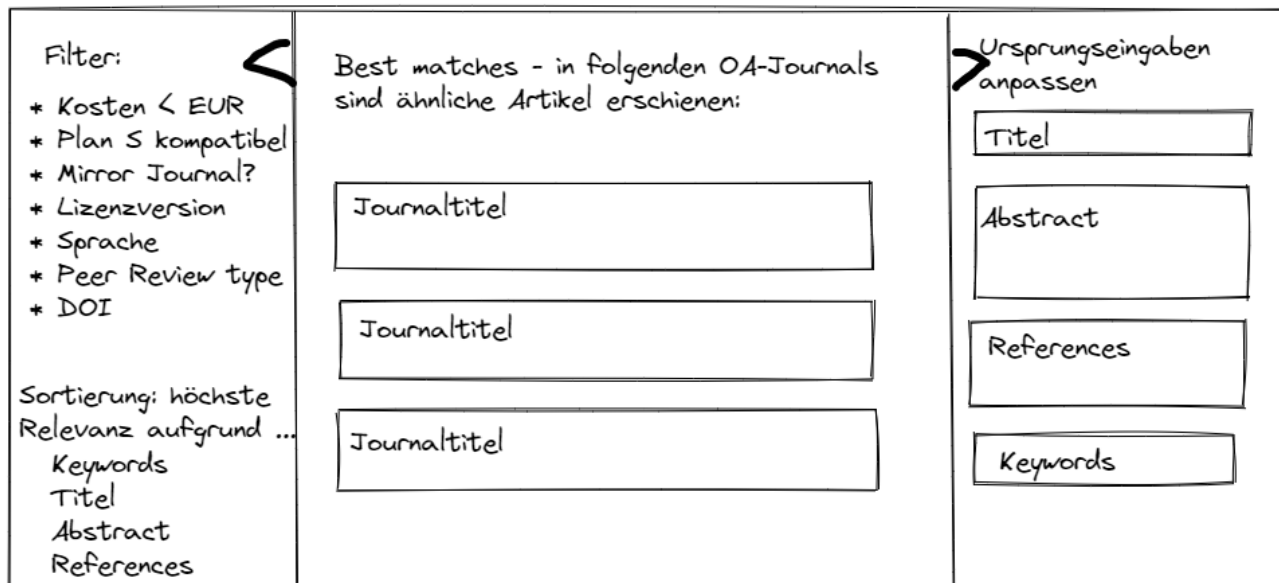 Filter:
* Kosten < EUR
* Plan S kompatibel
* Mirror Journal?
* Lizenzversion
* Sprache
* Peer Review type
* DOI
Sortierung: höchste
Relevanz aufgrund ...
Keywords
Titel
Abstract
References
Best matches - in folgenden OA-Journals
sind ähnliche Artikel erschienen:
Journaltitel
Journaltitel
Journaltitel
Ursprungseingaben
anpassen
Titel
Abstract
References
Keywords